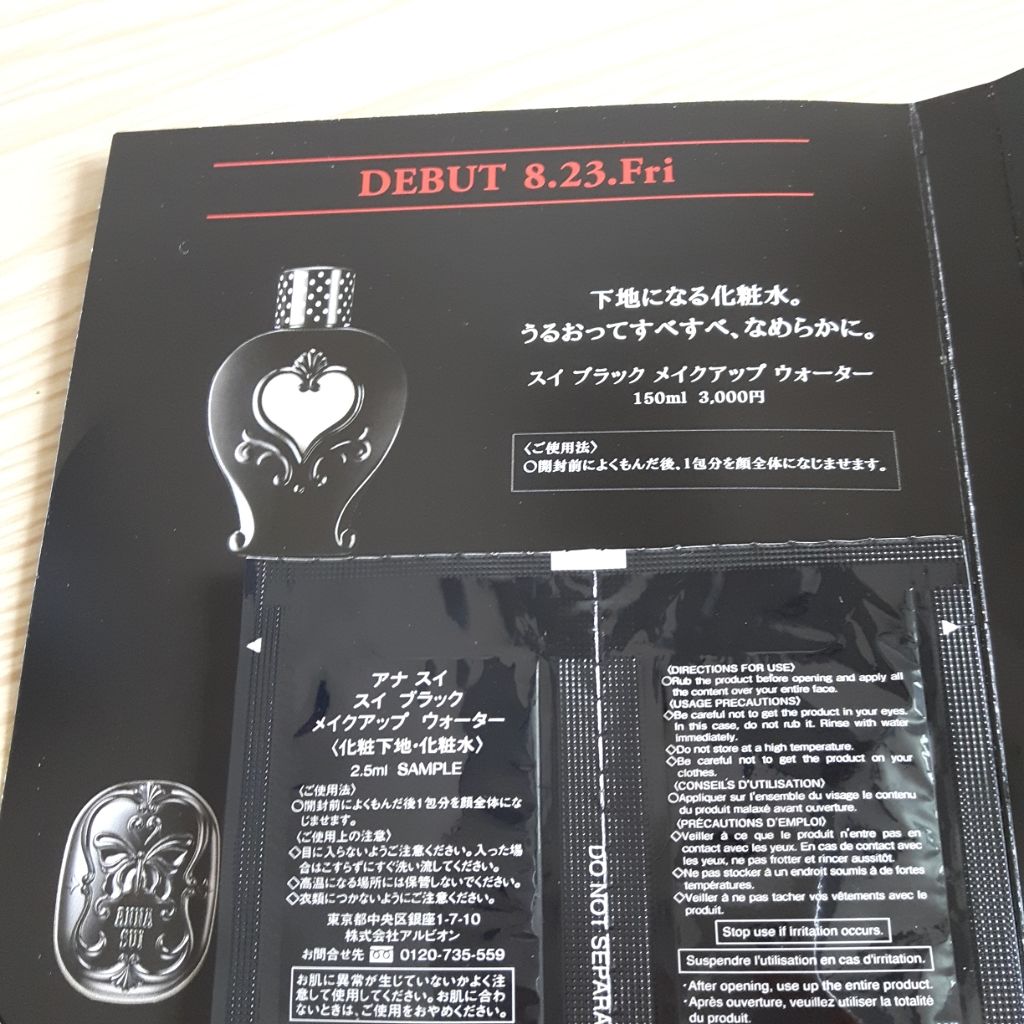 DEBUT 8.23.Fri
下地になる化粧水。
うるおってすべすべ、なめらかに。
スイ ブラック メイクアップ ウォーター
150ml 3,000円
〈ご使用法〉
○開封前によくもんだ後、1包分を顔全体になじませます。
アナ スイ
スイ ブラック
メイクアップ ウォーター
〈化粧下地・化粧水〉
2.5ml SAMPLE
〈ご使用法〉
○開封前によくもんだ後1包分を顔全体にな
じませます。
〈ご使用上の注意〉
◇目に入らないようご注意ください。入った場
合はこすらずにすぐ洗い流してください。
◇高温になる場所には保管しないでください。
◇衣類につかないようにご注意ください。
東京都中央区銀座1-7-10
株式会社アルビオン
お問合せ先 0120-735-559
お肌に異常が生じていないかよく注
意して使用してください。お肌に合わ
ないときは、ご使用をおやめください。
DO NOT SEPARA
〈DIRECTIONS FOR USE〉
○Rub the product before opening and apply all
the content over your entire face.
〈USAGE PRECAUTIONS〉
◇Be careful not to get the product in your eyes.
In this case, do not rub it. Rinse with water
immediately.
◇Do not store at a high temperature.
◇Be careful not to get the product on your
clothes.
〈CONSEILS D'UTILISATION〉
○Appliquer sur l'ensemble du visage le contenu
du produit malaxé avant ouverture.
〈PRÉCAUTIONS D'EMPLOI〉
◇Veiller à ce que le produit n'entre pas en
contact avec les yeux. En cas de contact avec
les yeux, ne pas frotter et rincer aussitôt.
◇Ne pas stocker à un endroit soumis à de fortes
températures.
◇Veiller à ne pas tacher vos vêtements avec le
produit.
Stop use if irritation occurs.
Suspendre l'utilisation en cas d'irritation.
・After opening, use up the entire product.
・Après ouverture, veuillez utiliser la totalité
du produit.
ANNA
SUI